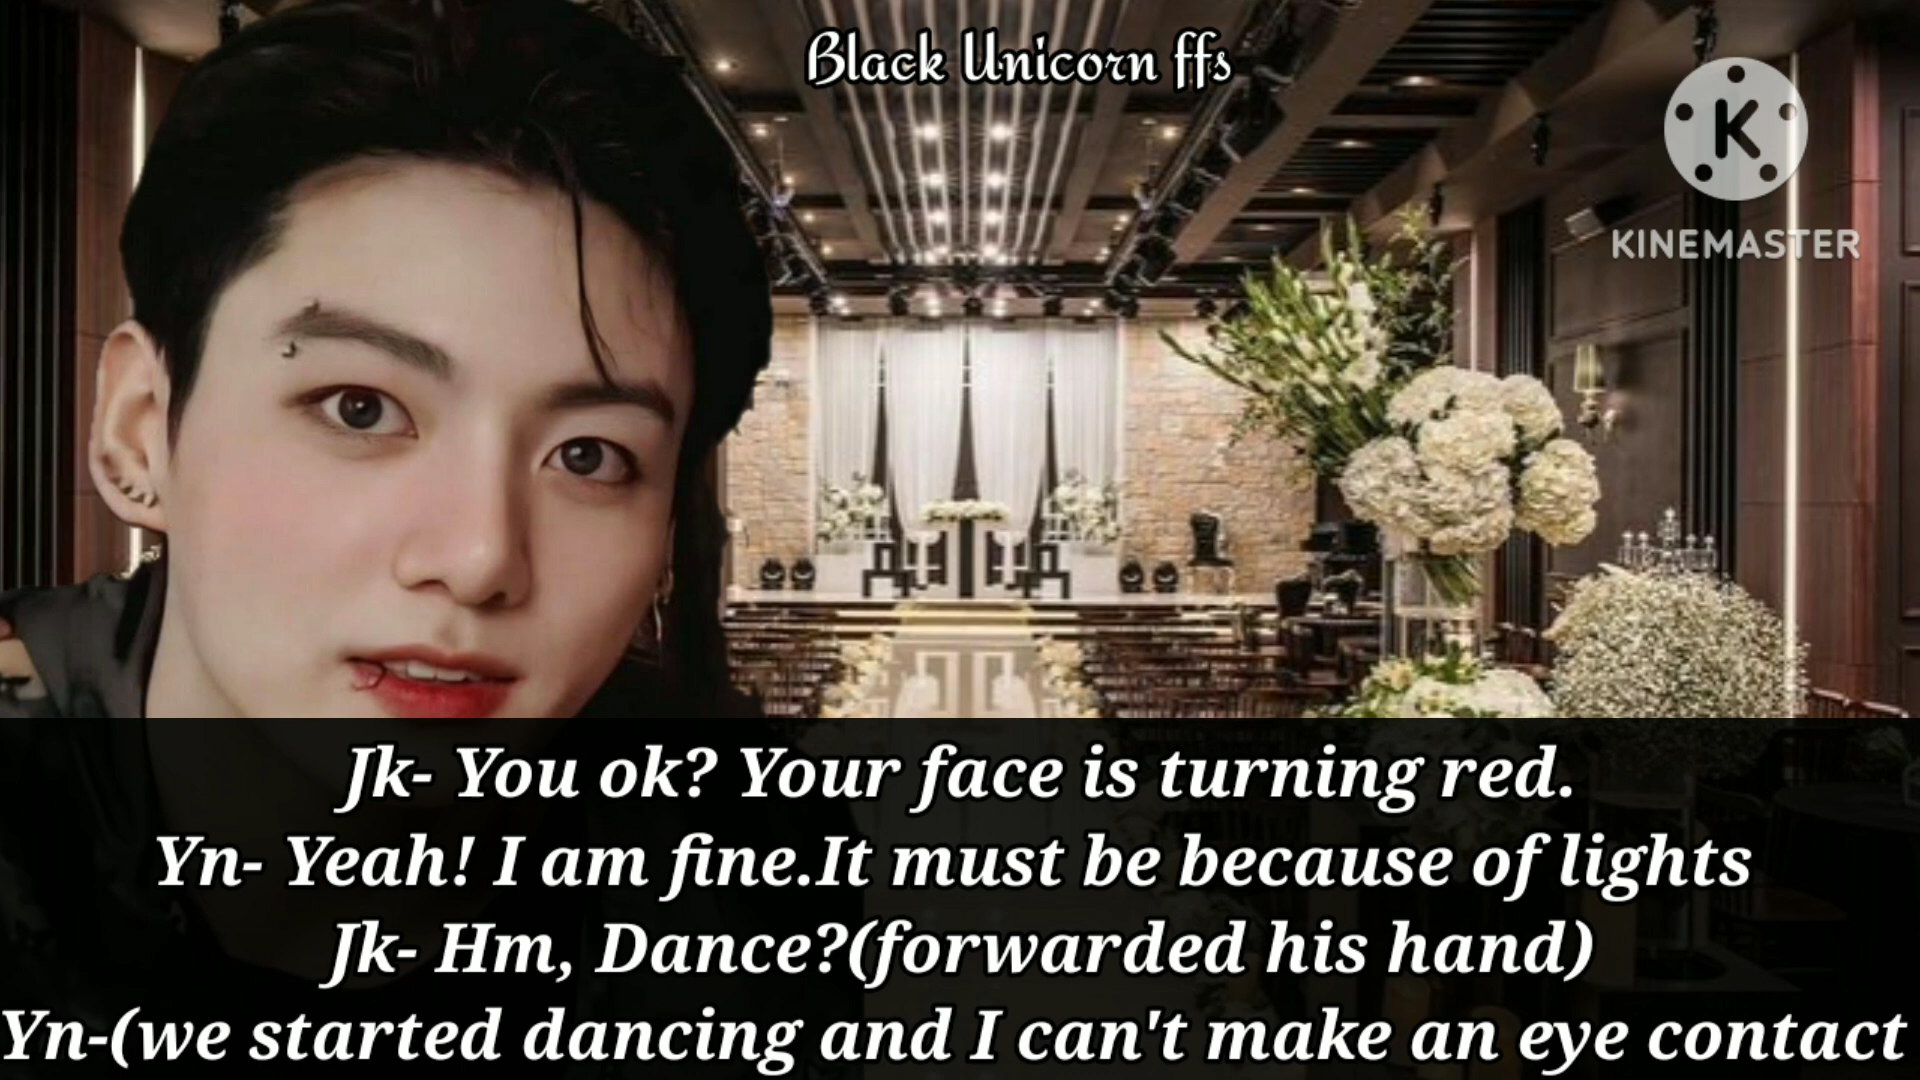 Black Unicorn ffs
K
KINEMASTER
Jk- You ok? Your face is turning red.
Yn- Yeah! I am fine.It must be because of lights
Jk- Hm, Dance?(forwarded his hand)
Yn-(we started dancing and I can't make an eye contact